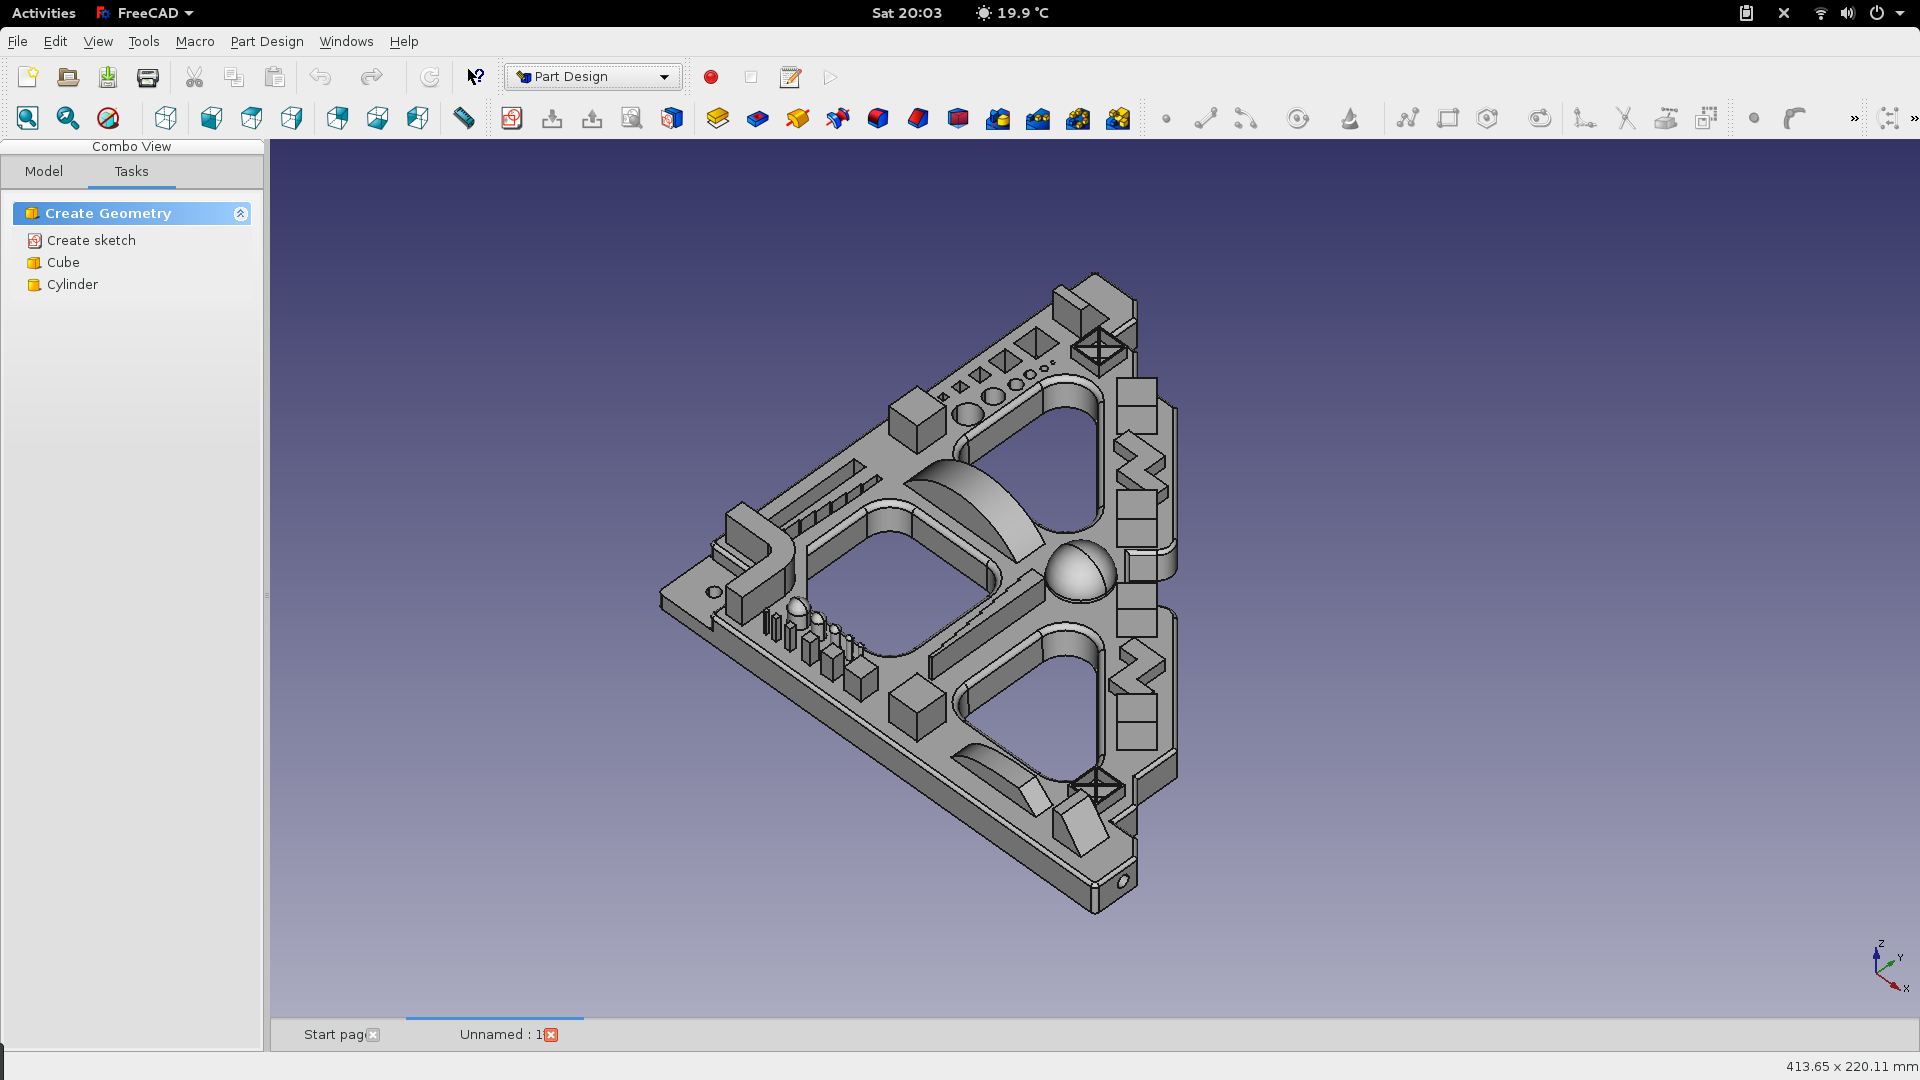 Activities FreeCAD Sat 20:03 19.9 °C
File Edit View Tools Macro Part Design Windows Help
Part Design
Combo View
Model Tasks
Create Geometry
Create sketch
Cube
Cylinder
Z
Y
X
Start page Unnamed : 1
413.65 x 220.11 mm